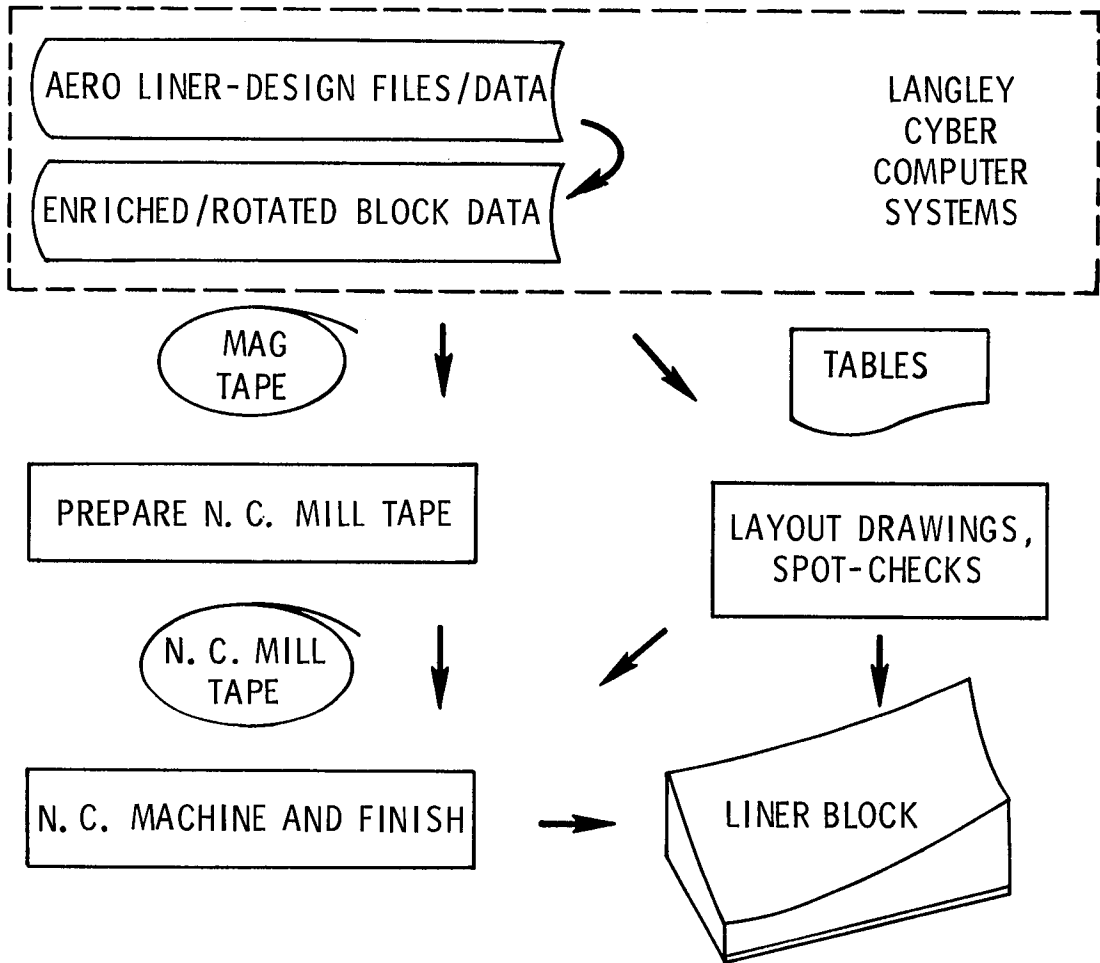 AERO LINER-DESIGN FILES/DATA
ENRICHED/ROTATED BLOCK DATA
LANGLEY
CYBER
COMPUTER
SYSTEMS
MAG
TAPE
TABLES
PREPARE N. C. MILL TAPE
LAYOUT DRAWINGS,
SPOT-CHECKS
N. C. MILL
TAPE
N. C. MACHINE AND FINISH
LINER BLOCK